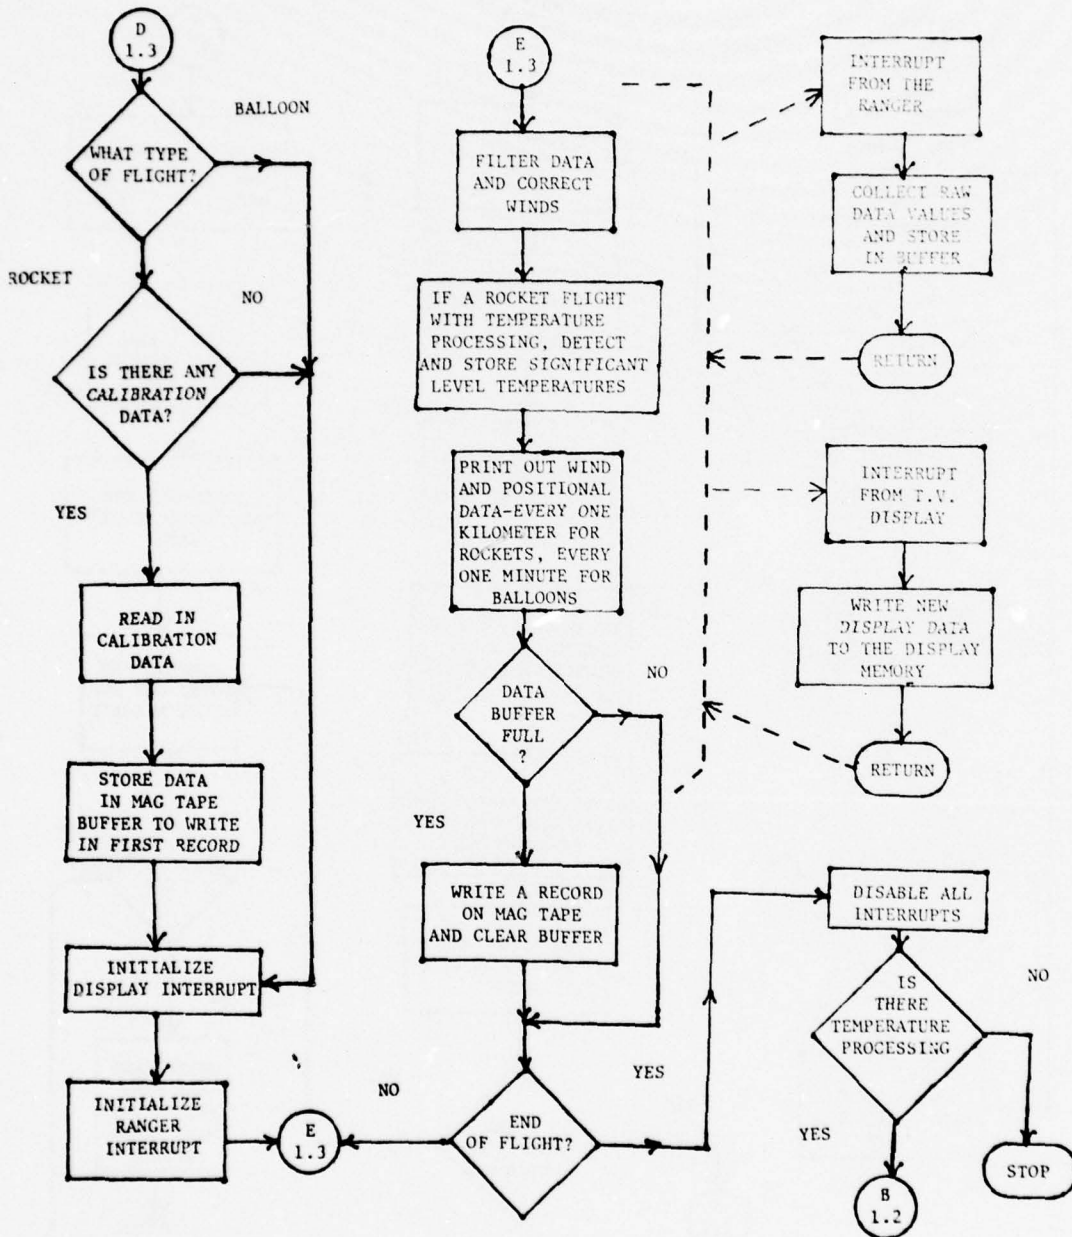 D
1.3
BALLOON
WHAT TYPE
OF FLIGHT?
ROCKET
NO
IS THERE ANY
CALIBRATION
DATA?
YES
READ IN
CALIBRATION
DATA
STORE DATA
IN MAG TAPE
BUFFER TO WRITE
IN FIRST RECORD
INITIALIZE
DISPLAY INTERRUPT
INITIALIZE
RANGER
INTERRUPT
E
1.3
E
1.3
FILTER DATA
AND CORRECT
WINDS
IF A ROCKET FLIGHT
WITH TEMPERATURE
PROCESSING, DETECT
AND STORE SIGNIFICANT
LEVEL TEMPERATURES
PRINT OUT WIND
AND POSITIONAL
DATA-EVERY ONE
KILOMETER FOR
ROCKETS, EVERY
ONE MINUTE FOR
BALLOONS
DATA
BUFFER
FULL
?
NO
YES
WRITE A RECORD
ON MAG TAPE
AND CLEAR BUFFER
END
OF FLIGHT?
NO
YES
INTERRUPT
FROM THE
RANGER
COLLECT RAW
DATA VALUES
AND STORE
IN BUFFER
RETURN
INTERRUPT
FROM T.V.
DISPLAY
WRITE NEW
DISPLAY DATA
TO THE DISPLAY
MEMORY
RETURN
DISABLE ALL
INTERRUPTS
IS
THERE
TEMPERATURE
PROCESSING
NO
YES
STOP
B
1.2